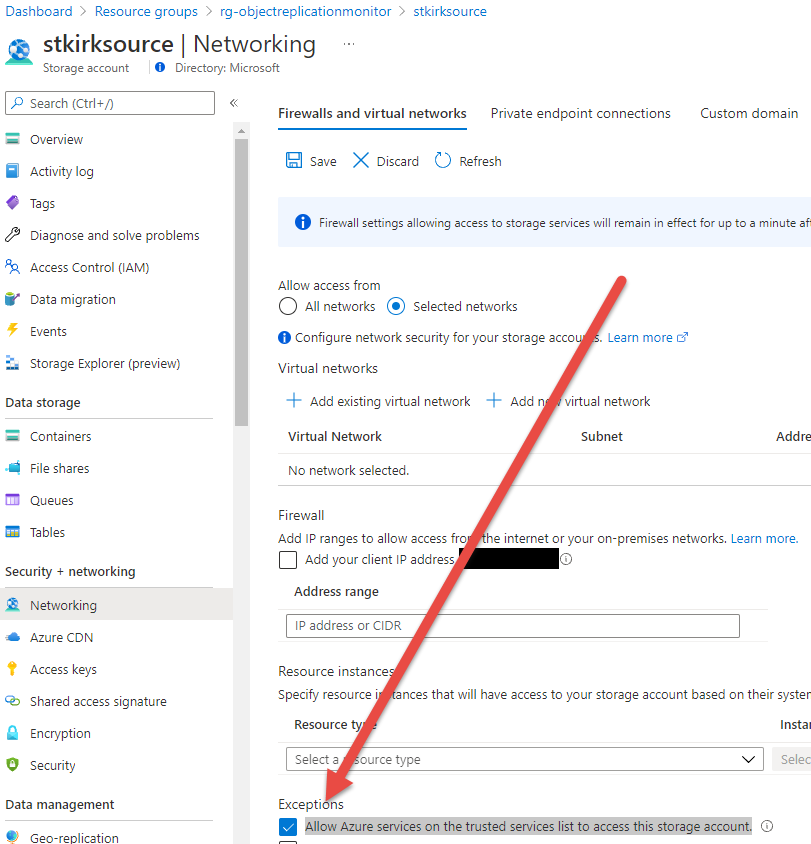 Dashboard > Resource groups > rg-objectreplicationmonitor > stkirksource
stkirksource | Networking ...
Storage account Directory: Microsoft
Search (Ctrl+/) «
Overview
Activity log
Tags
Diagnose and solve problems
Access Control (IAM)
Data migration
Events
Storage Explorer (preview)
Data storage
Containers
File shares
Queues
Tables
Security + networking
Networking
Azure CDN
Access keys
Shared access signature
Encryption
Security
Data management
Geo-replication
Firewalls and virtual networks Private endpoint connections Custom domain
Save Discard Refresh
Firewall settings allowing access to storage services will remain in effect for up to a minute af
Allow access from
All networks Selected networks
Configure network security for your storage accounts. Learn more
Virtual networks
+ Add existing virtual network + Add new virtual network
Virtual Network Subnet Addre
No network selected.
Firewall
Add IP ranges to allow access from the internet or your on-premises networks. Learn more.
Add your client IP address
Address range
IP address or CIDR
Resource instances
Specify resource instances that will have access to your storage account based on their system
Resource type Instan
Select a resource type Selec
Exceptions
Allow Azure services on the trusted services list to access this storage account.